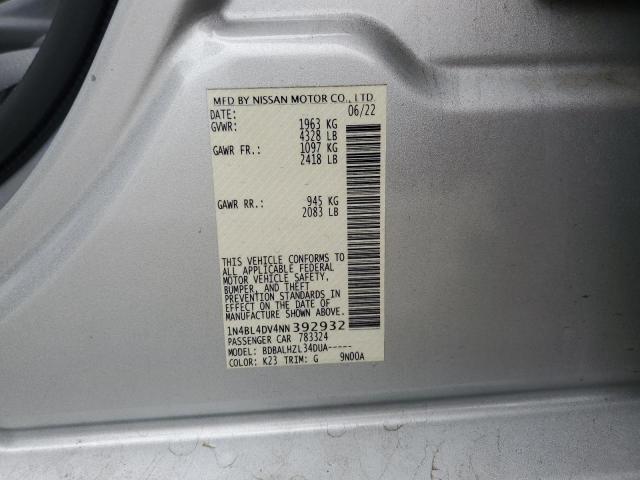 MFD BY NISSAN MOTOR CO., LTD.
DATE: 06/22
GVWR: 1963 KG
4328 LB
GAWR FR.: 1097 KG
2418 LB
GAWR RR.: 945 KG
2083 LB
THIS VEHICLE CONFORMS TO
ALL APPLICABLE FEDERAL
MOTOR VEHICLE SAFETY,
BUMPER, AND THEFT
PREVENTION STANDARDS IN
EFFECT ON THE DATE OF
MANUFACTURE SHOWN ABOVE.
1N4BL4DV4NN392932
PASSENGER CAR 783324
MODEL: BDBALHZL34DUA-----
COLOR: K23 TRIM: G 9N00A